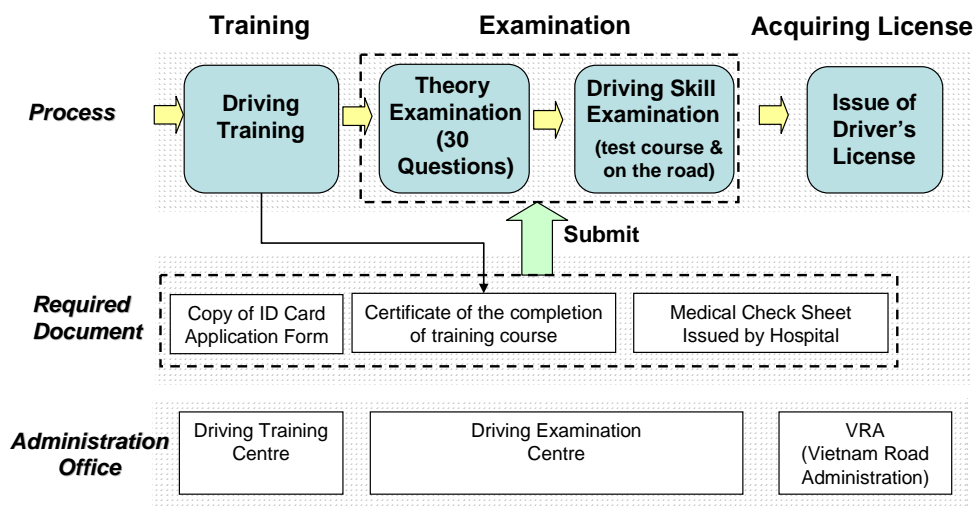 Training
Examination
Acquiring License
Process
Driving
Training
Theory
Examination
(30
Questions)
Driving Skill
Examination
(test course &
on the road)
Issue of
Driver's
License
Submit
Required
Document
Copy of ID Card
Application Form
Certificate of the completion
of training course
Medical Check Sheet
Issued by Hospital
Administration
Office
Driving Training
Centre
Driving Examination
Centre
VRA
(Vietnam Road
Administration)